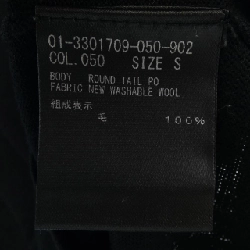 01-3301709-050-902
COL.050 SIZE S
BODY ROUND TAIL PO
FABRIC NEW WASHABLE WOOL
組成表示
毛 100%